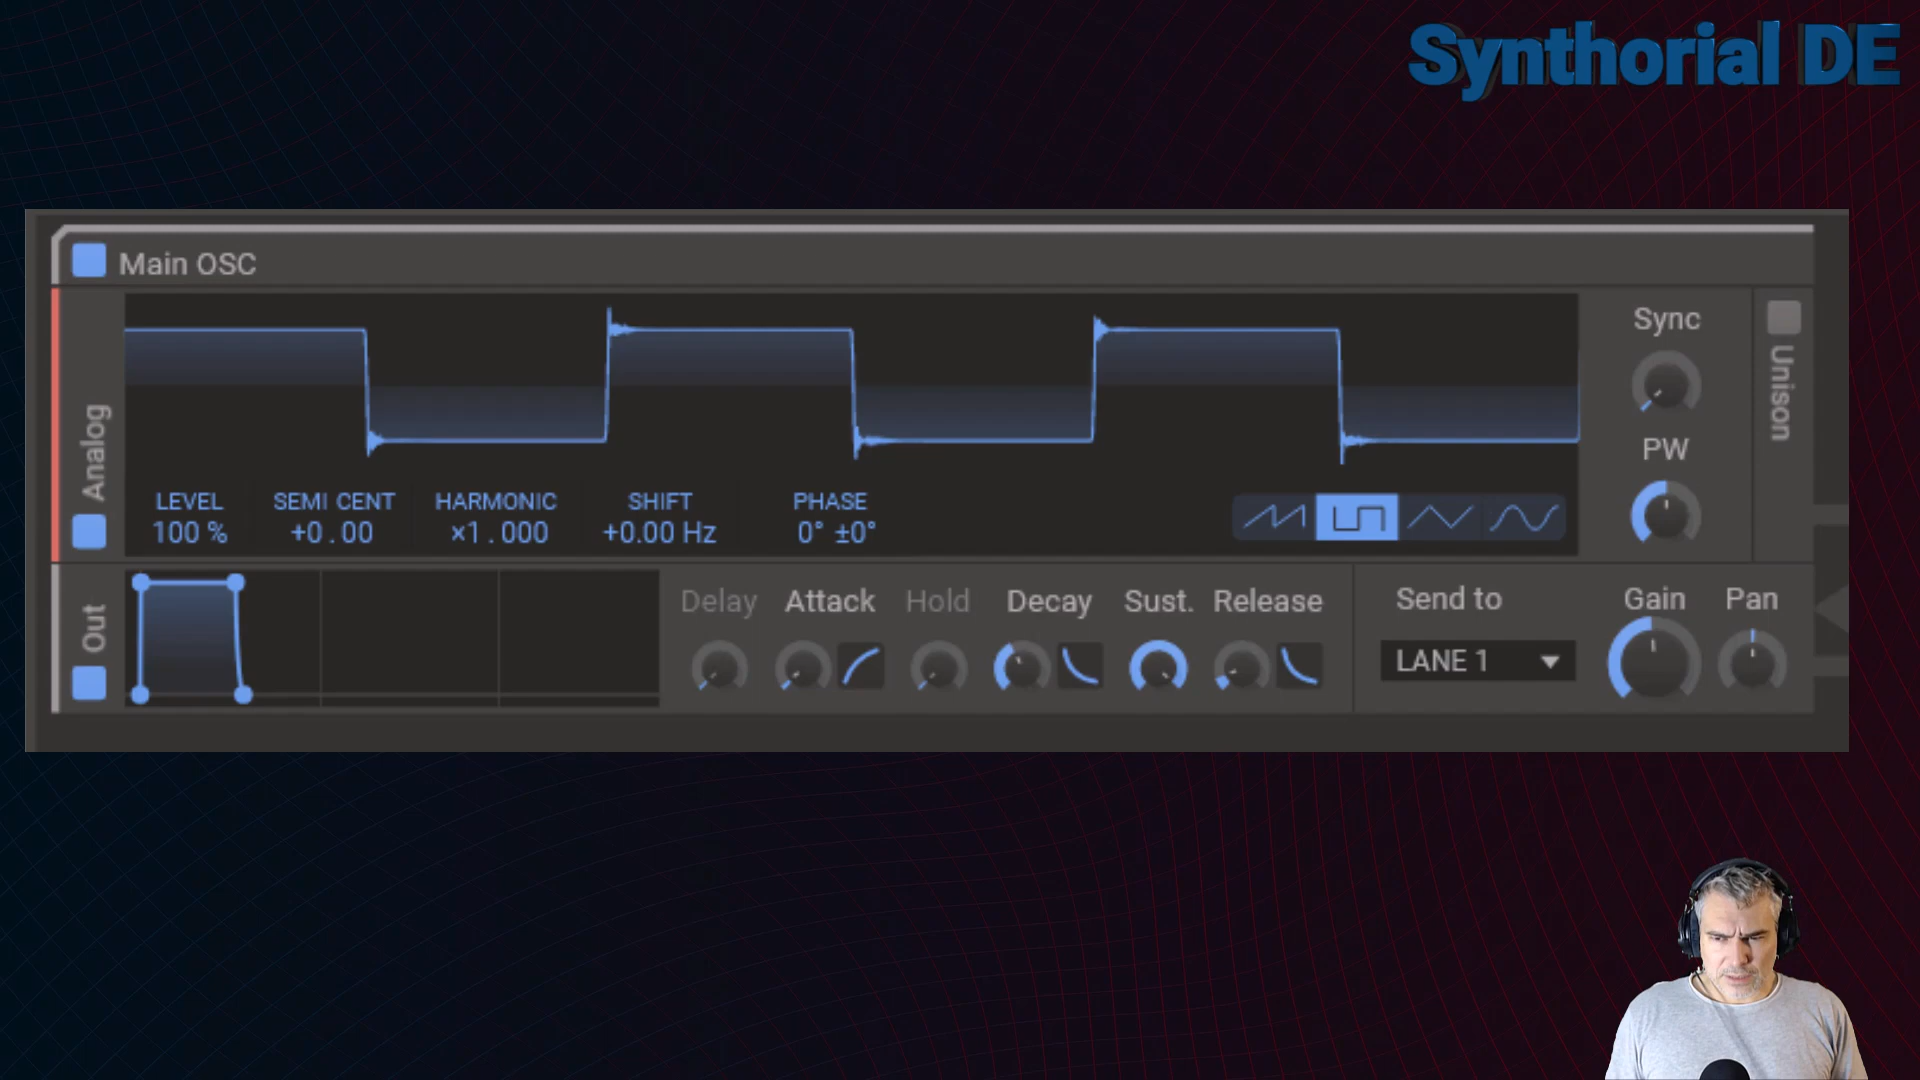 Synthorial DE
Main OSC
Analog
Sync
PW
Unison
LEVEL
100 %
SEMI CENT
+0.00
HARMONIC
×1.000
SHIFT
+0.00 Hz
PHASE
0° ±0°
Out
Delay
Attack
Hold
Decay
Sust.
Release
Send to
LANE 1
Gain
Pan